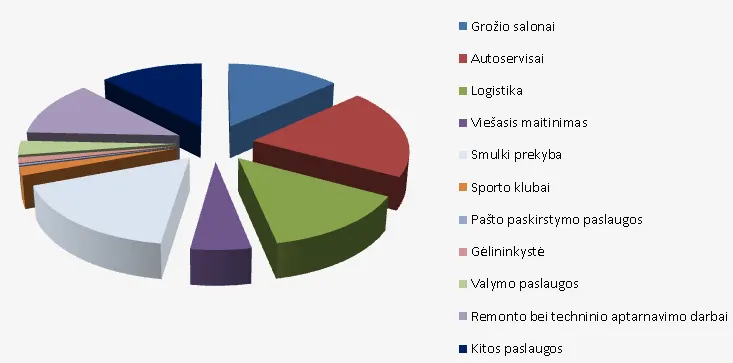 Grožio salonai
Autoservisai
Logistika
Viešasis maitinimas
Smulki prekyba
Sporto klubai
Pašto paskirstymo paslaugos
Gėlininkystė
Valymo paslaugos
Remonto bei techninio aptarnavimo darbai
Kitos paslaugos